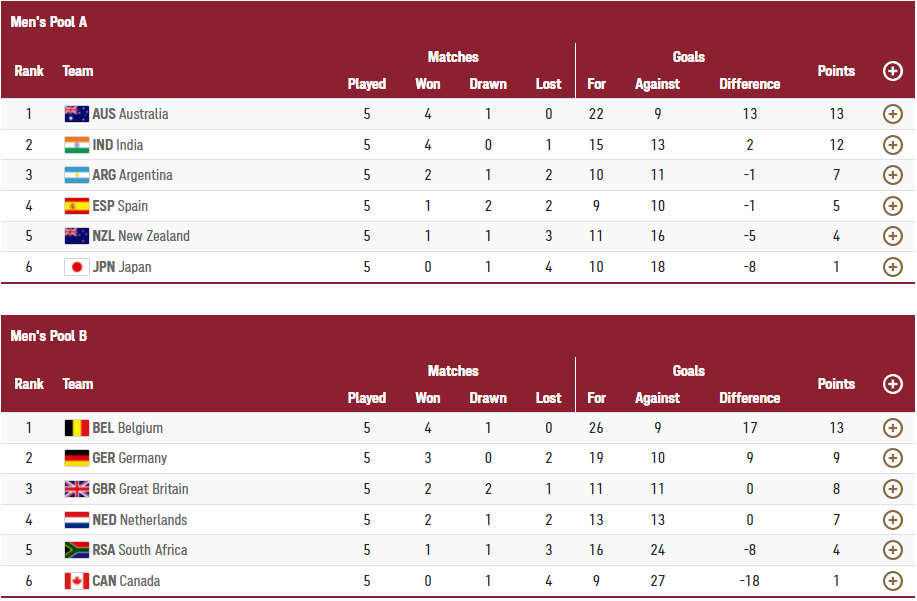 Men's Pool A
Matches Goals
Rank Team Points
Played Won Drawn Lost For Against Difference
1 AUS Australia 5 4 1 0 22 9 13 13
2 IND India 5 4 0 1 15 13 2 12
3 ARG Argentina 5 2 1 2 10 11 -1 7
4 ESP Spain 5 1 2 2 9 10 -1 5
5 NZL New Zealand 5 1 1 3 11 16 -5 4
6 JPN Japan 5 0 1 4 10 18 -8 1
Men's Pool B
Matches Goals
Rank Team Points
Played Won Drawn Lost For Against Difference
1 BEL Belgium 5 4 1 0 26 9 17 13
2 GER Germany 5 3 0 2 19 10 9 9
3 GBR Great Britain 5 2 2 1 11 11 0 8
4 NED Netherlands 5 2 1 2 13 13 0 7
5 RSA South Africa 5 1 1 3 16 24 -8 4
6 CAN Canada 5 0 1 4 9 27 -18 1